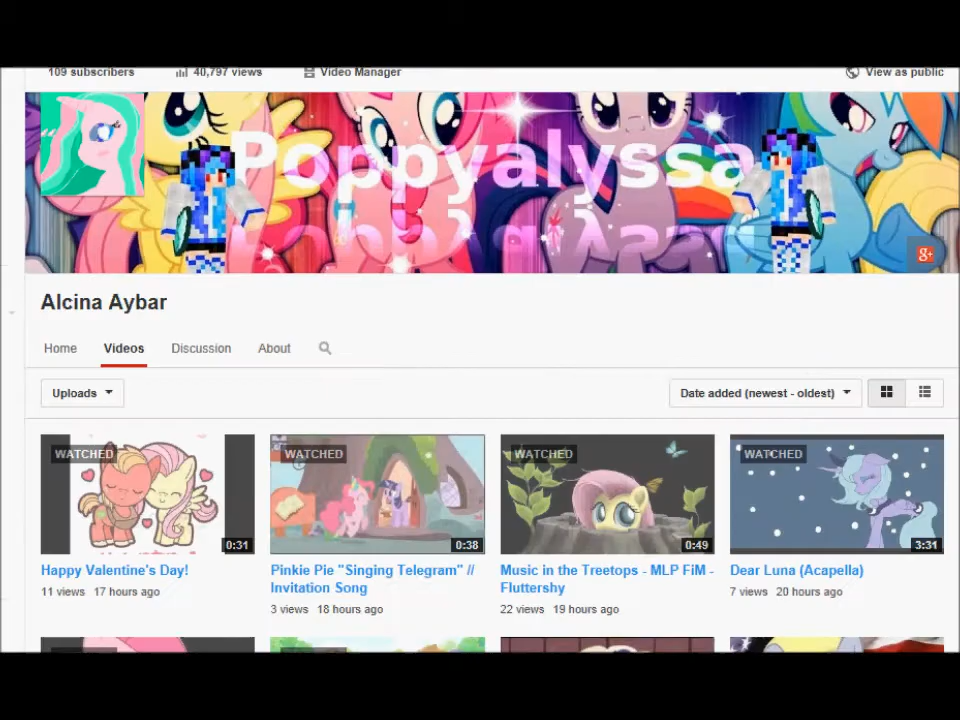 109 subscribers 40,797 views Video Manager View as public
Poppyalyssa
g+
Alcina Aybar
Home Videos Discussion About
Uploads Date added (newest - oldest)
WATCHED WATCHED WATCHED WATCHED
0:31 0:38 0:49 3:31
Happy Valentine's Day! Pinkie Pie "Singing Telegram" // Music in the Treetops - MLP FiM - Dear Luna (Acapella)
Invitation Song Fluttershy
11 views 17 hours ago 7 views 20 hours ago
3 views 18 hours ago 22 views 19 hours ago